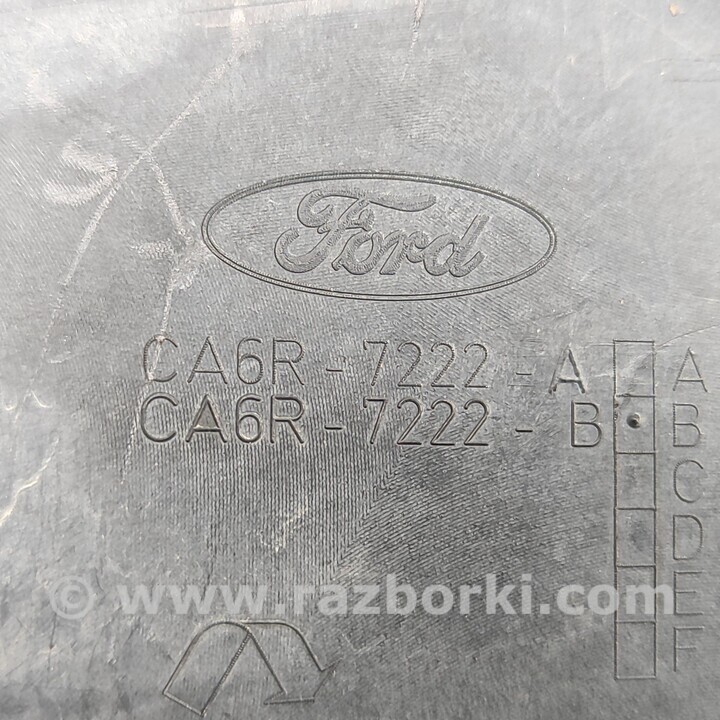 Ford
CA6R - 7222 - A A
CA6R - 7222 - B B
C
D
E
F
© www.razborki.com